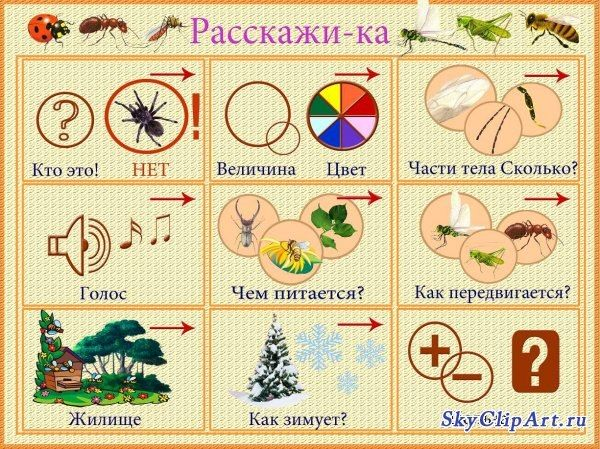 Расскажи-ка
Кто это!
НЕТ
Величина
Цвет
Части тела Сколько?
Голос
Чем питается?
Как передвигается?
Жилище
Как зимует?
SkyClipArt.ru